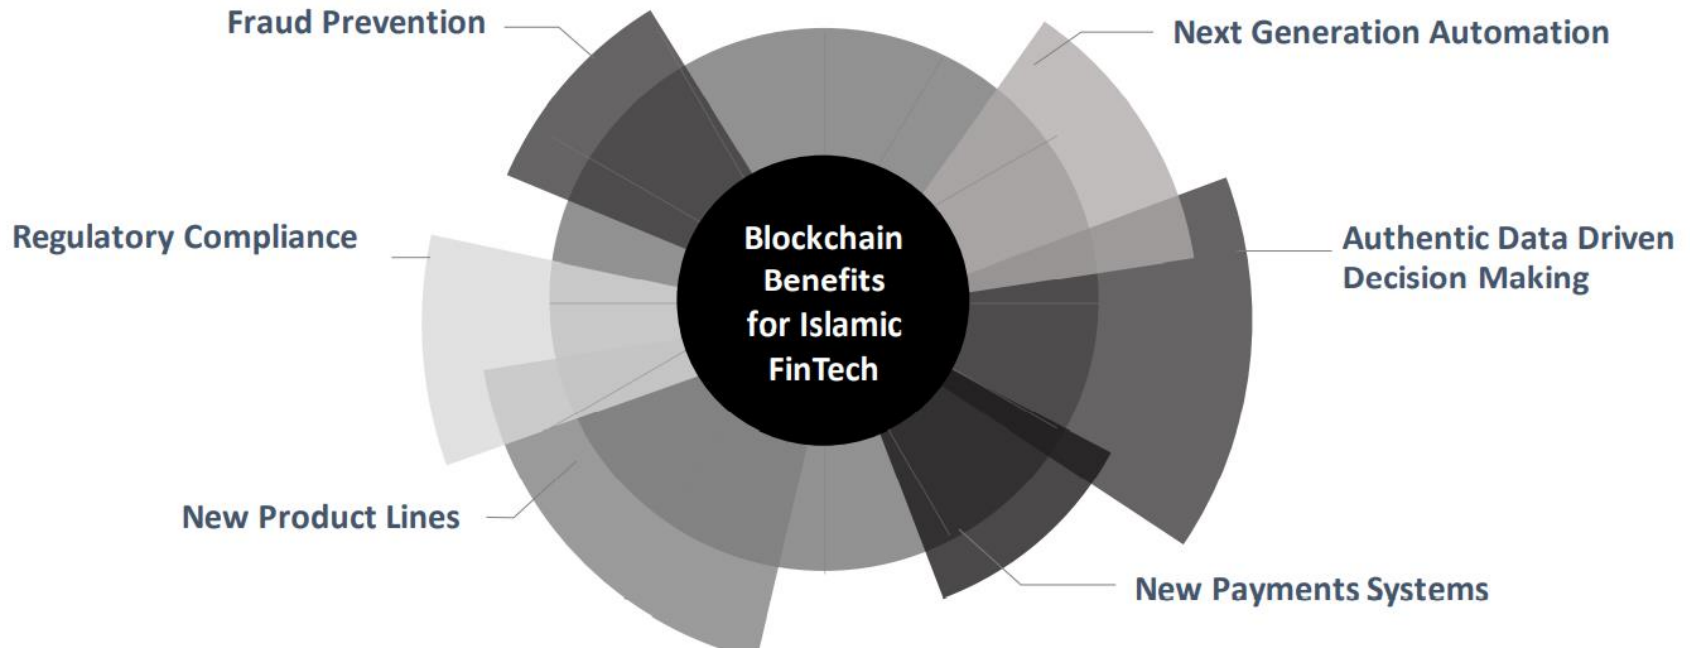 Fraud Prevention
Next Generation Automation
Regulatory Compliance
Blockchain
Benefits
for Islamic
FinTech
Authentic Data Driven
Decision Making
New Product Lines
New Payments Systems